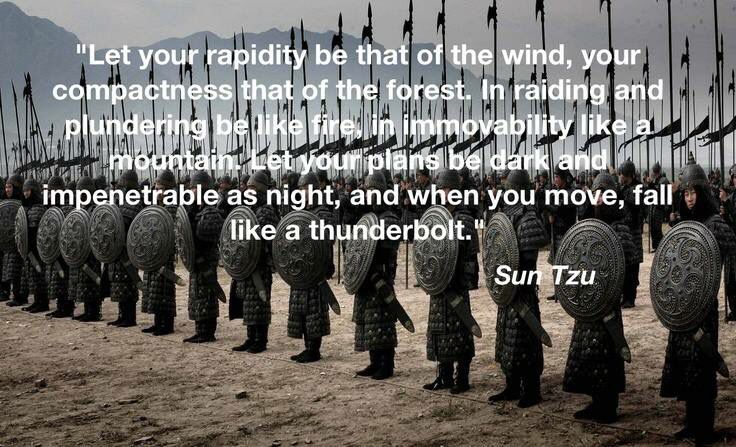 "Let your rapidity be that of the wind, your
compactness that of the forest. In raiding and
plundering be like fire, in immovability like a
mountain. Let your plans be dark and
impenetrable as night, and when you move, fall
like a thunderbolt."
Sun Tzu